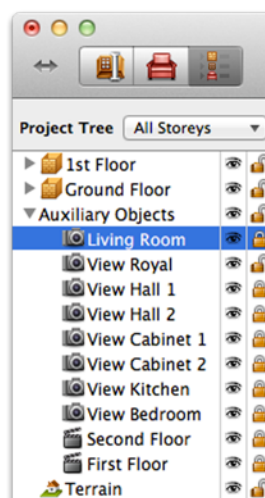 Project Tree All Storeys
1st Floor
Ground Floor
Auxiliary Objects
Living Room
View Royal
View Hall 1
View Hall 2
View Cabinet 1
View Cabinet 2
View Kitchen
View Bedroom
Second Floor
First Floor
Terrain